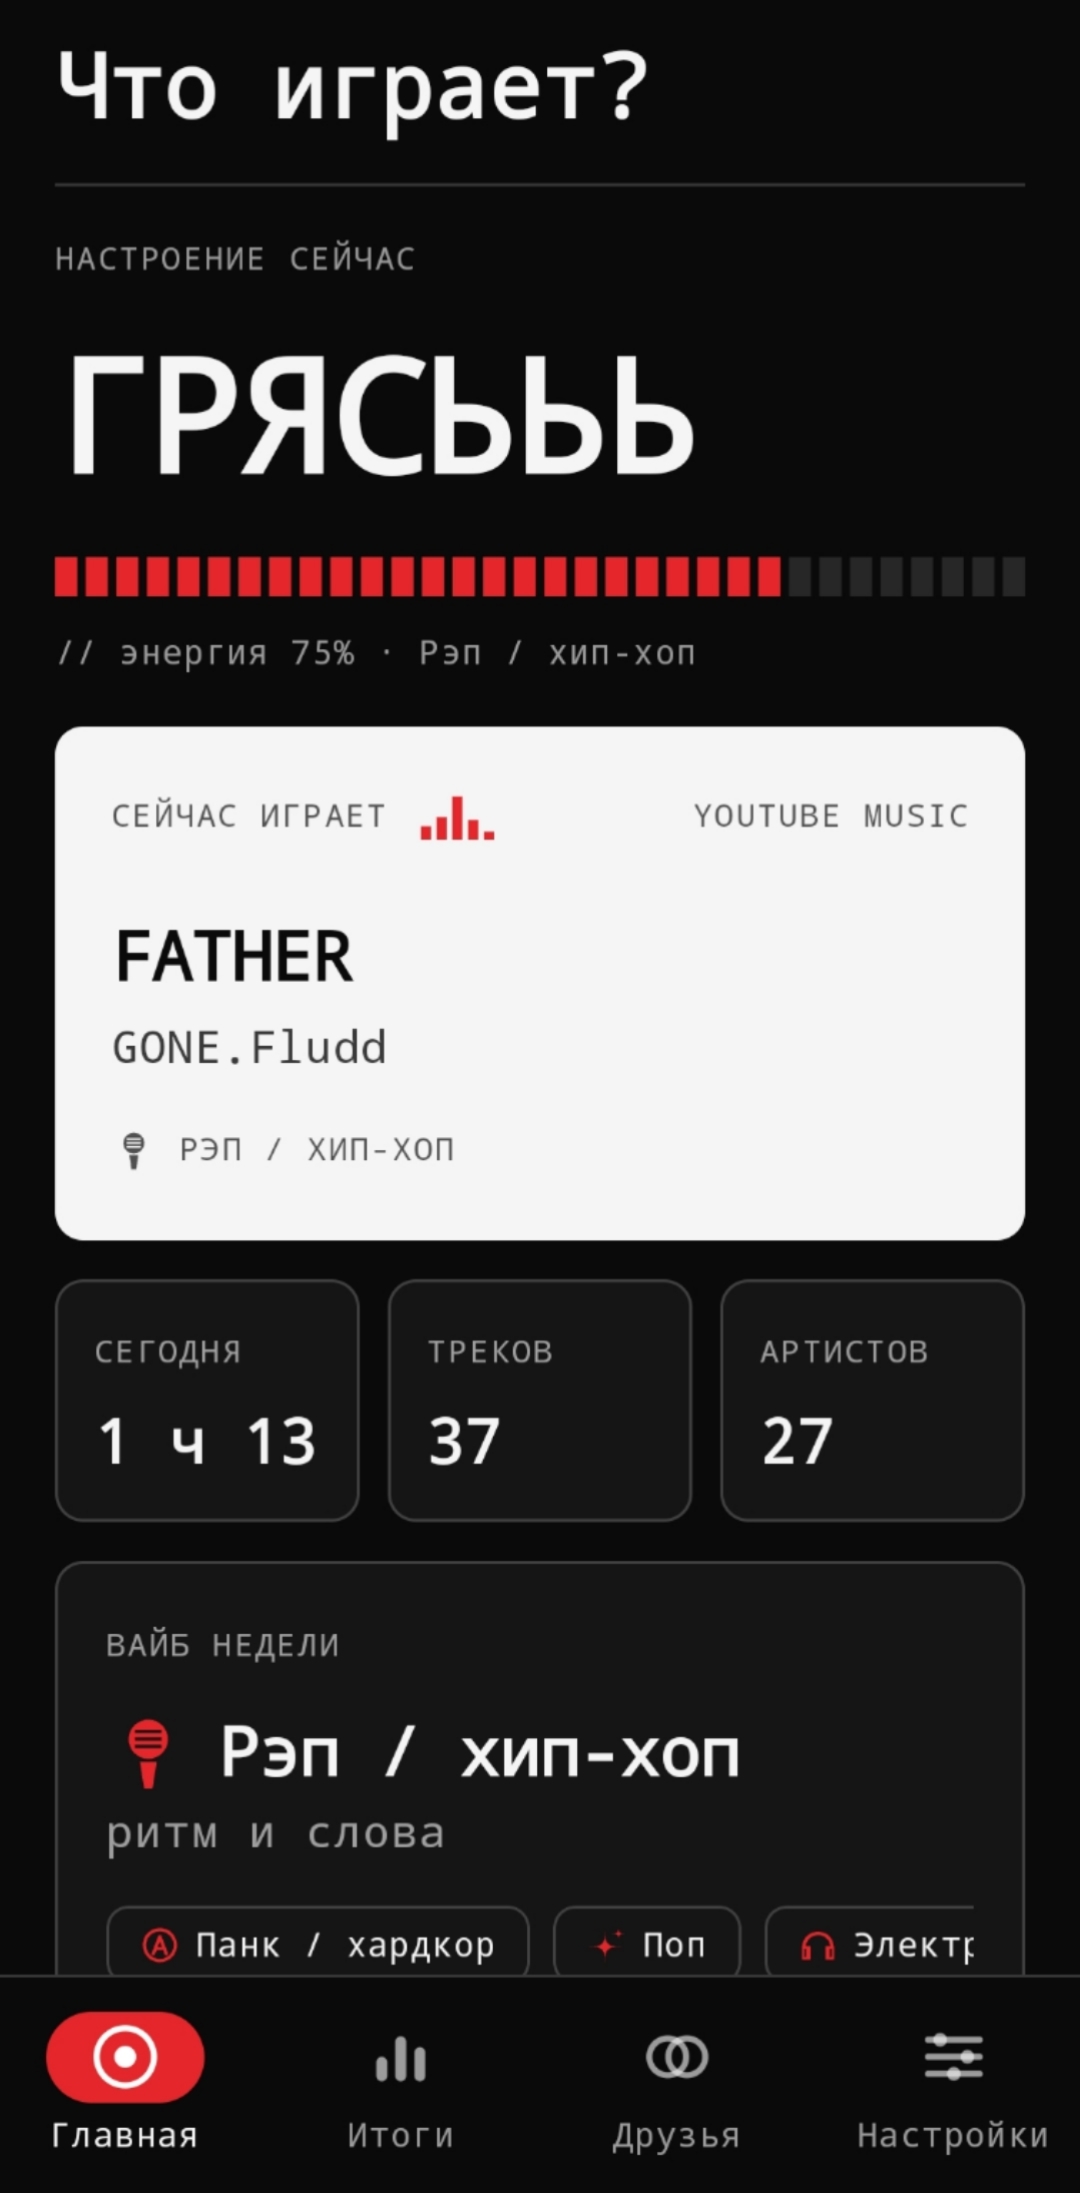 Что играет?
НАСТРОЕНИЕ СЕЙЧАС
ГРЯСЬЬЬ
// энергия 75% · Рэп / хип-хоп
СЕЙЧАС ИГРАЕТ YOUTUBE MUSIC
FATHER
GONE.Fludd
РЭП / ХИП-ХОП
СЕГОДНЯ ТРЕКОВ АРТИСТОВ
1 ч 13 37 27
ВАЙБ НЕДЕЛИ
Рэп / хип-хоп
ритм и слова
Панк / хардкор Поп Электр
Главная Итоги Друзья Настройки